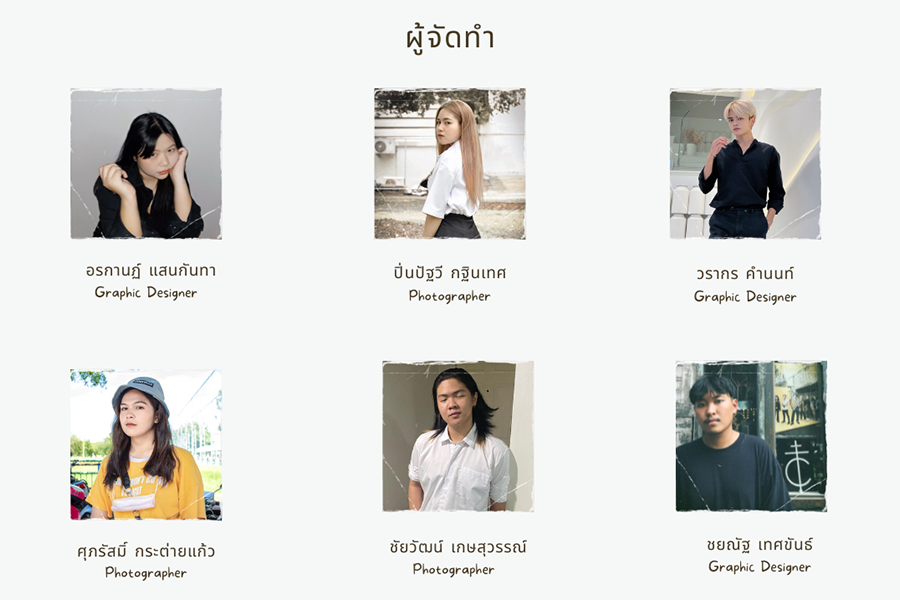 ผู้จัดทำ
อรกานฏ์ แสนกันทา
Graphic Designer
ปิ่นปัฐวี กฐินเทศ
Photographer
วรากร คำนนท์
Graphic Designer
ศุภรัสมิ์ กระต่ายแก้ว
Photographer
ชัยวัฒน์ เกษสุวรรณ์
Photographer
ชยณัฐ เทศขันธ์
Graphic Designer